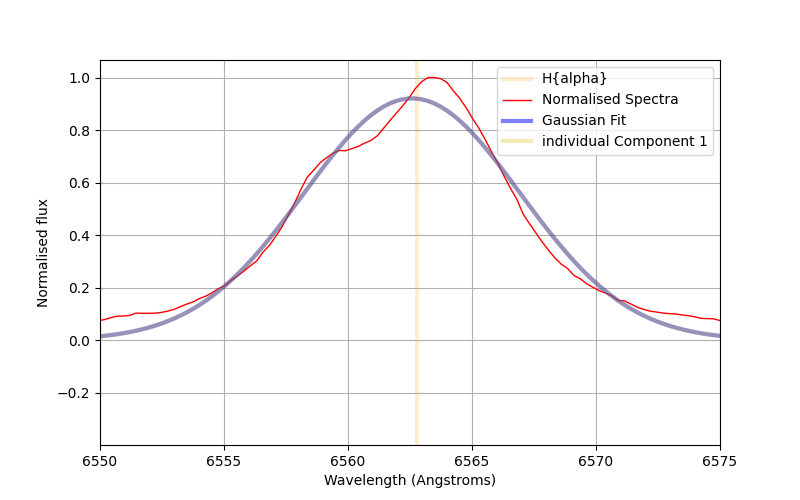 1.0
0.8
0.6
0.4
0.2
0.0
−0.2
Normalised flux
H{alpha}
Normalised Spectra
Gaussian Fit
individual Component 1
6550 6555 6560 6565 6570 6575
Wavelength (Angstroms)